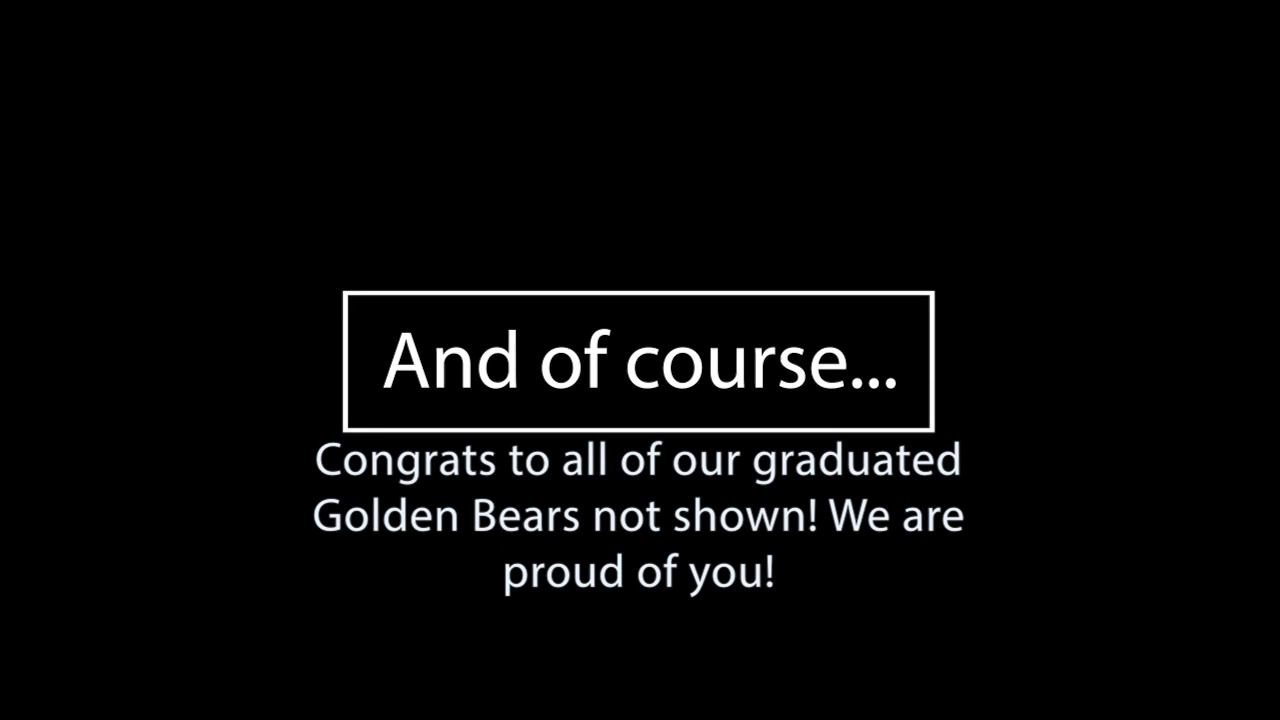 And of course...
Congrats to all of our graduated
Golden Bears not shown! We are
proud of you!